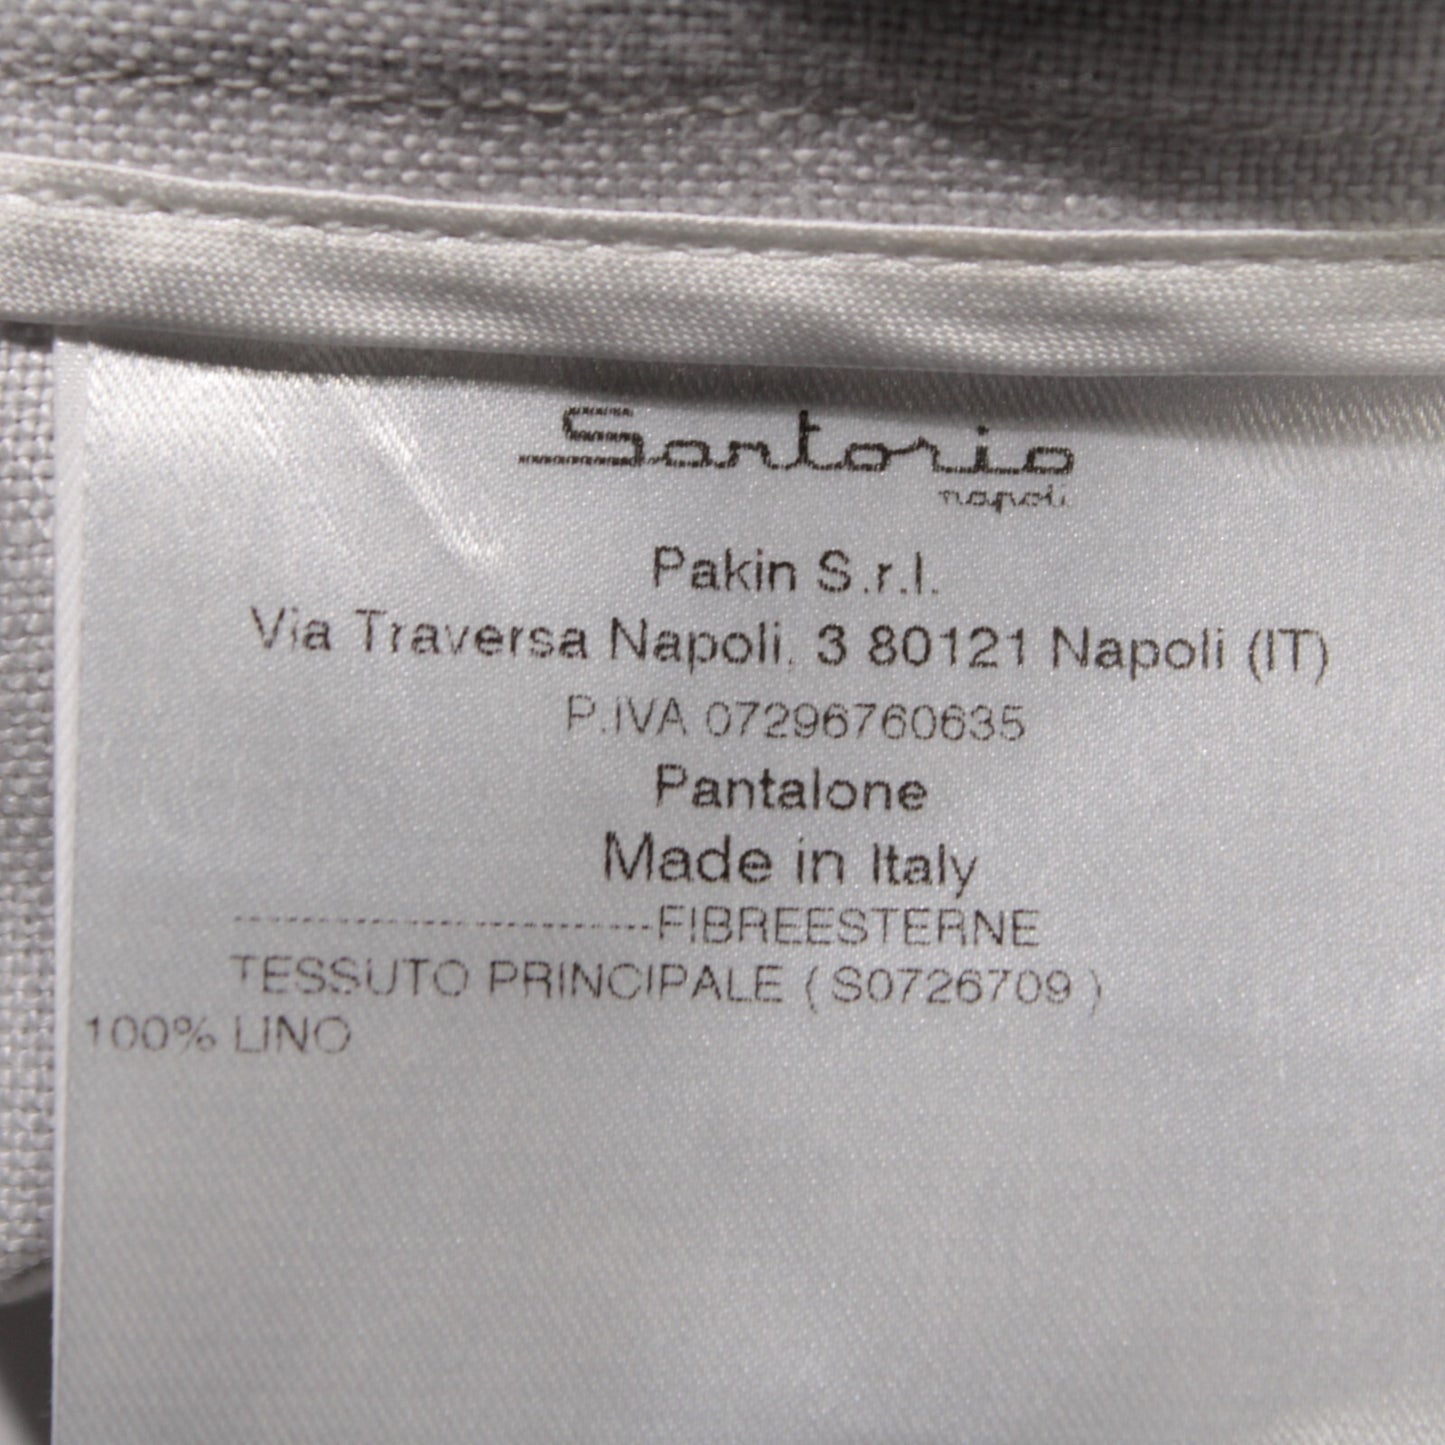 Sartorio
napoli
Pakin S.r.l.
Via Traversa Napoli, 3 80121 Napoli (IT)
P.IVA 07296760635
Pantalone
Made in Italy
--------------------------FIBREESTERNE
TESSUTO PRINCIPALE ( S0726709 )
100% LINO